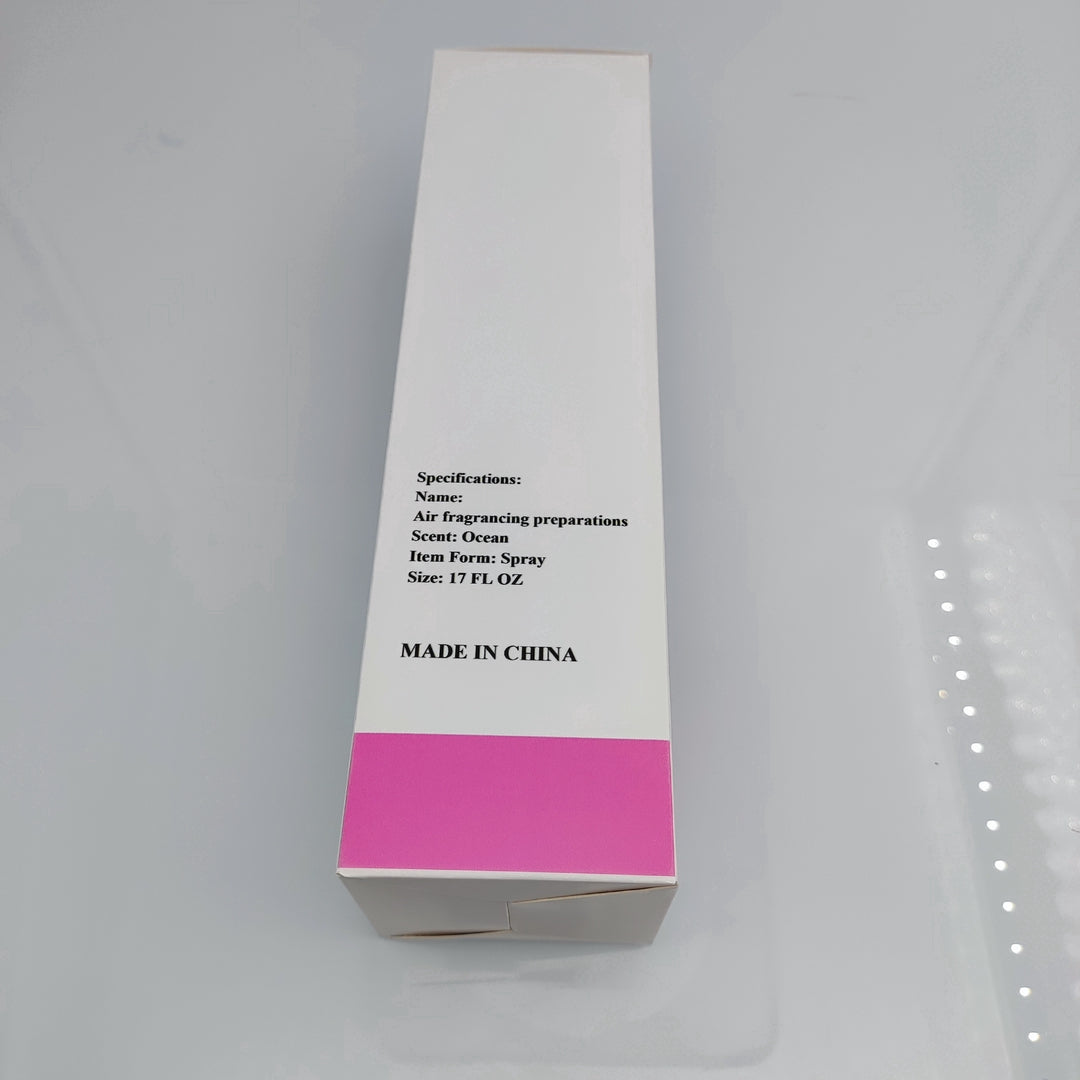 Specifications:
Name:
Air fragrancing preparations
Scent: Ocean
Item Form: Spray
Size: 17 FL OZ
MADE IN CHINA